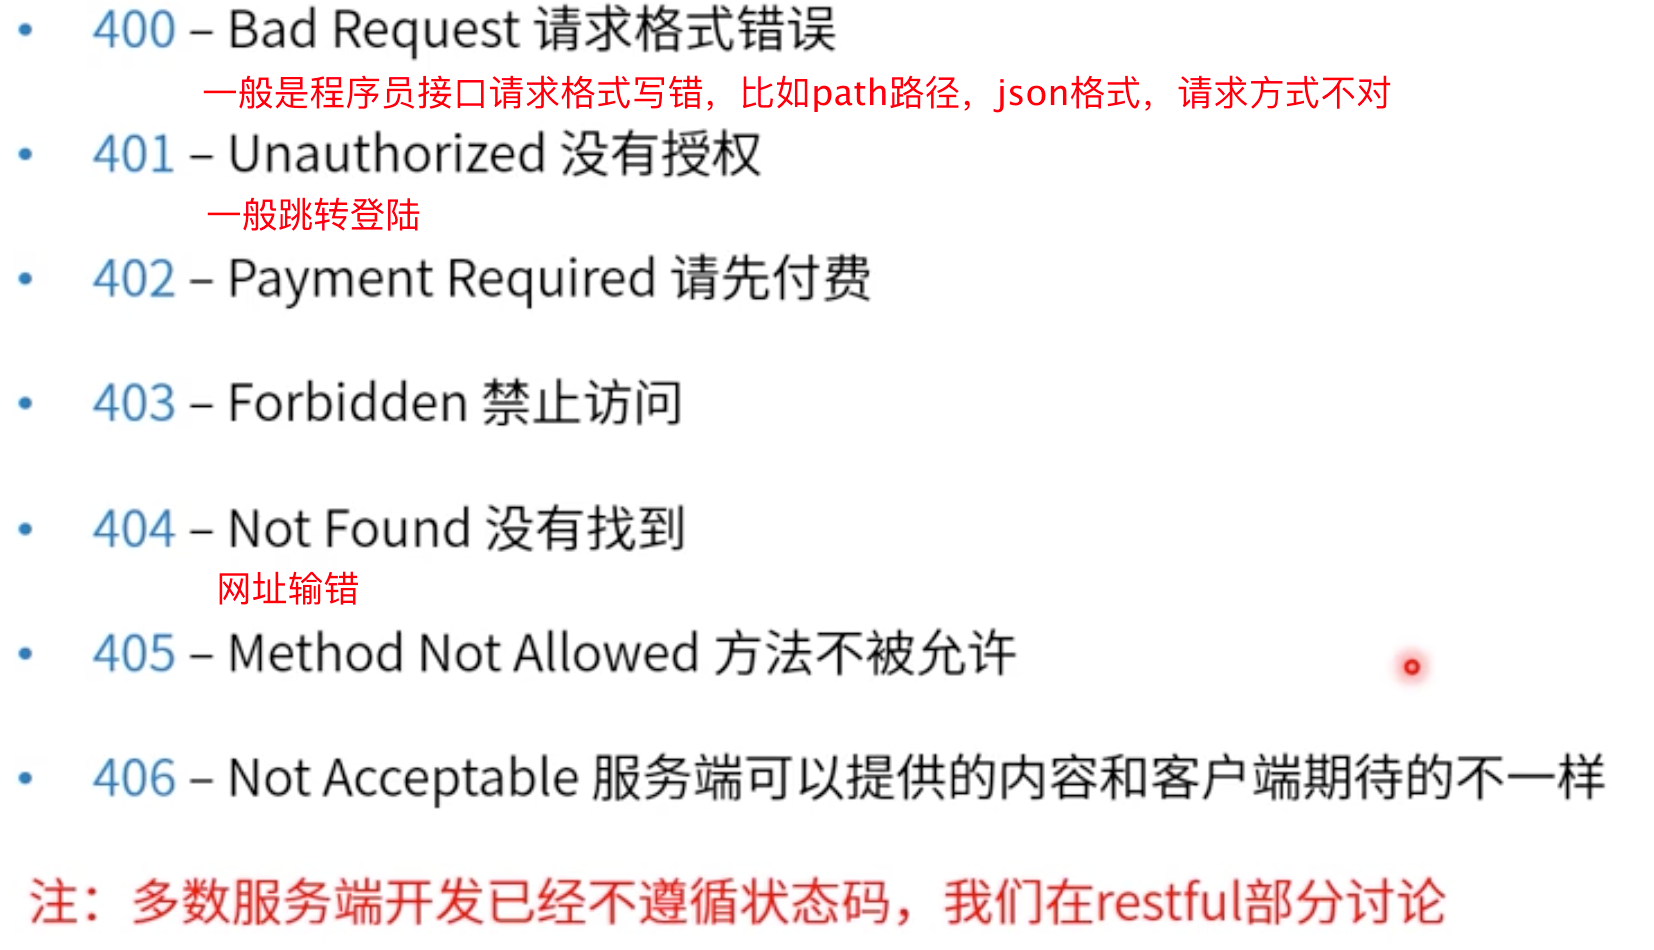 • 400 – Bad Request 请求格式错误
一般是程序员接口请求格式写错，比如path路径，json格式，请求方式不对
• 401 – Unauthorized 没有授权
一般跳转登陆
• 402 – Payment Required 请先付费
• 403 – Forbidden 禁止访问
• 404 – Not Found 没有找到
网址输错
• 405 – Method Not Allowed 方法不被允许
• 406 – Not Acceptable 服务端可以提供的内容和客户端期待的不一样
注：多数服务端开发已经不遵循状态码，我们在restful部分讨论